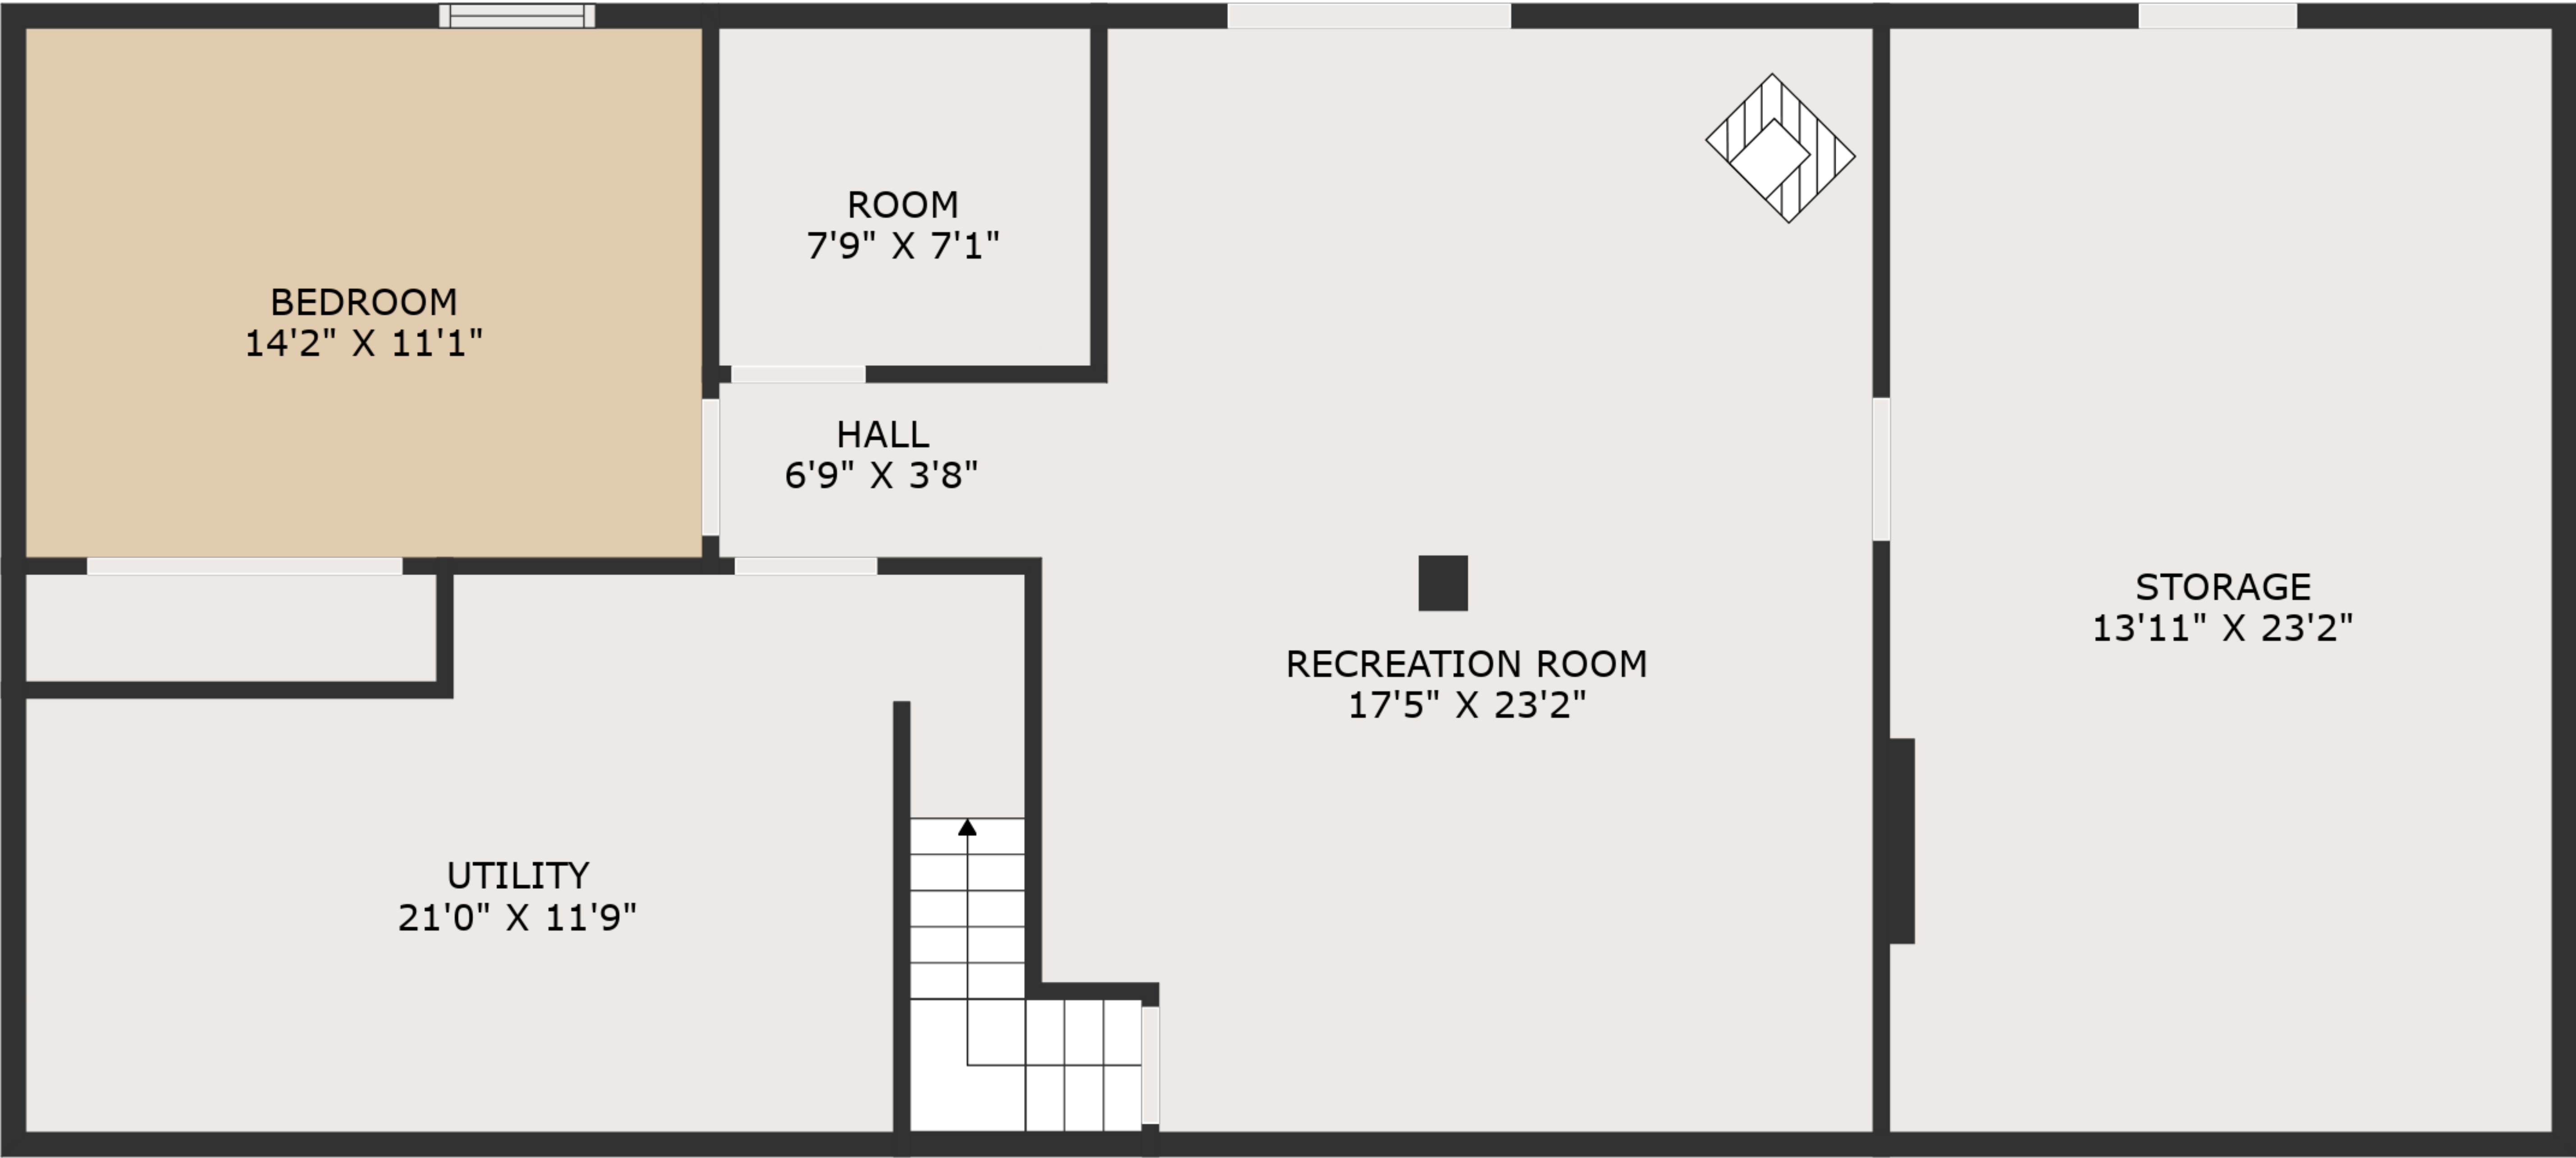 BEDROOM
14'2" X 11'1"
ROOM
7'9" X 7'1"
HALL
6'9" X 3'8"
RECREATION ROOM
17'5" X 23'2"
STORAGE
13'11" X 23'2"
UTILITY
21'0" X 11'9"